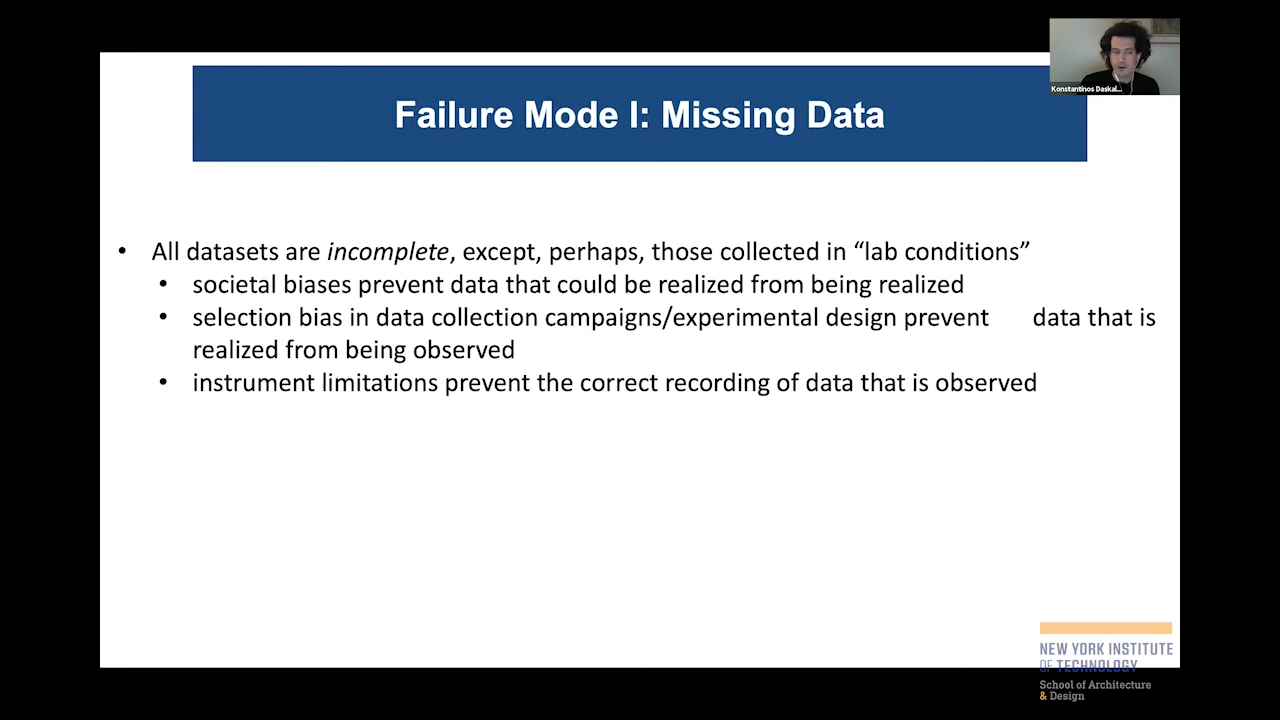 Konstantinos Daskal...
Failure Mode I: Missing Data
• All datasets are incomplete, except, perhaps, those collected in “lab conditions”
• societal biases prevent data that could be realized from being realized
• selection bias in data collection campaigns/experimental design prevent data that is
realized from being observed
• instrument limitations prevent the correct recording of data that is observed
NEW YORK INSTITUTE
OF TECHNOLOGY
School of Architecture
& Design